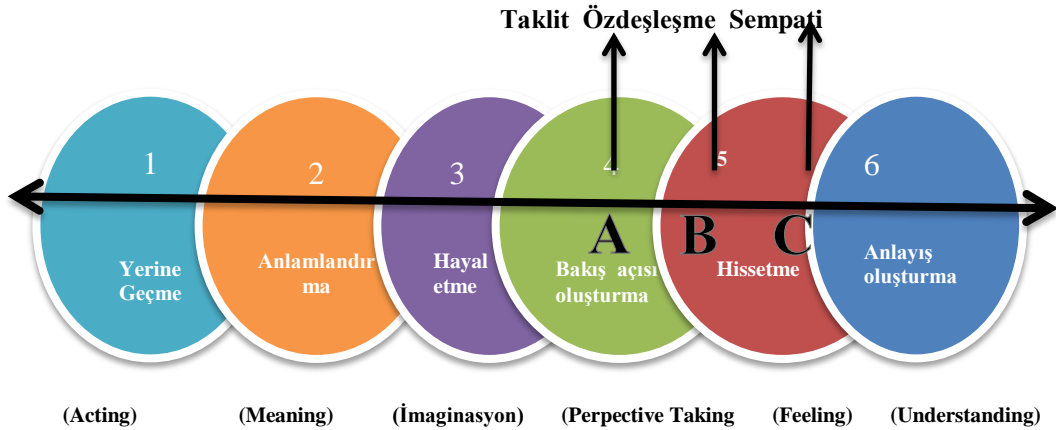 Taklit Özdeşleşme Sempati
1
2
3
4
5
6
A
B
C
Yerine
Geçme
Anlamlandır
ma
Hayal
etme
Bakış açısı
oluşturma
Hissetme
Anlayış
oluşturma
(Acting)
(Meaning)
(İmaginasyon)
(Perpective Taking
(Feeling)
(Understanding)